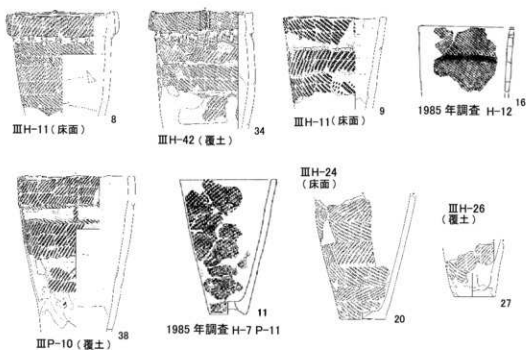 ⅢH-11（床面） 8
ⅢH-42（覆土） 34
ⅢH-11（床面） 9
1985年調査 H-12 16
ⅢP-10（覆土） 38
1985年調査 H-7 P-11 11
ⅢH-24
（床面）
20
ⅢH-26
（覆土）
27